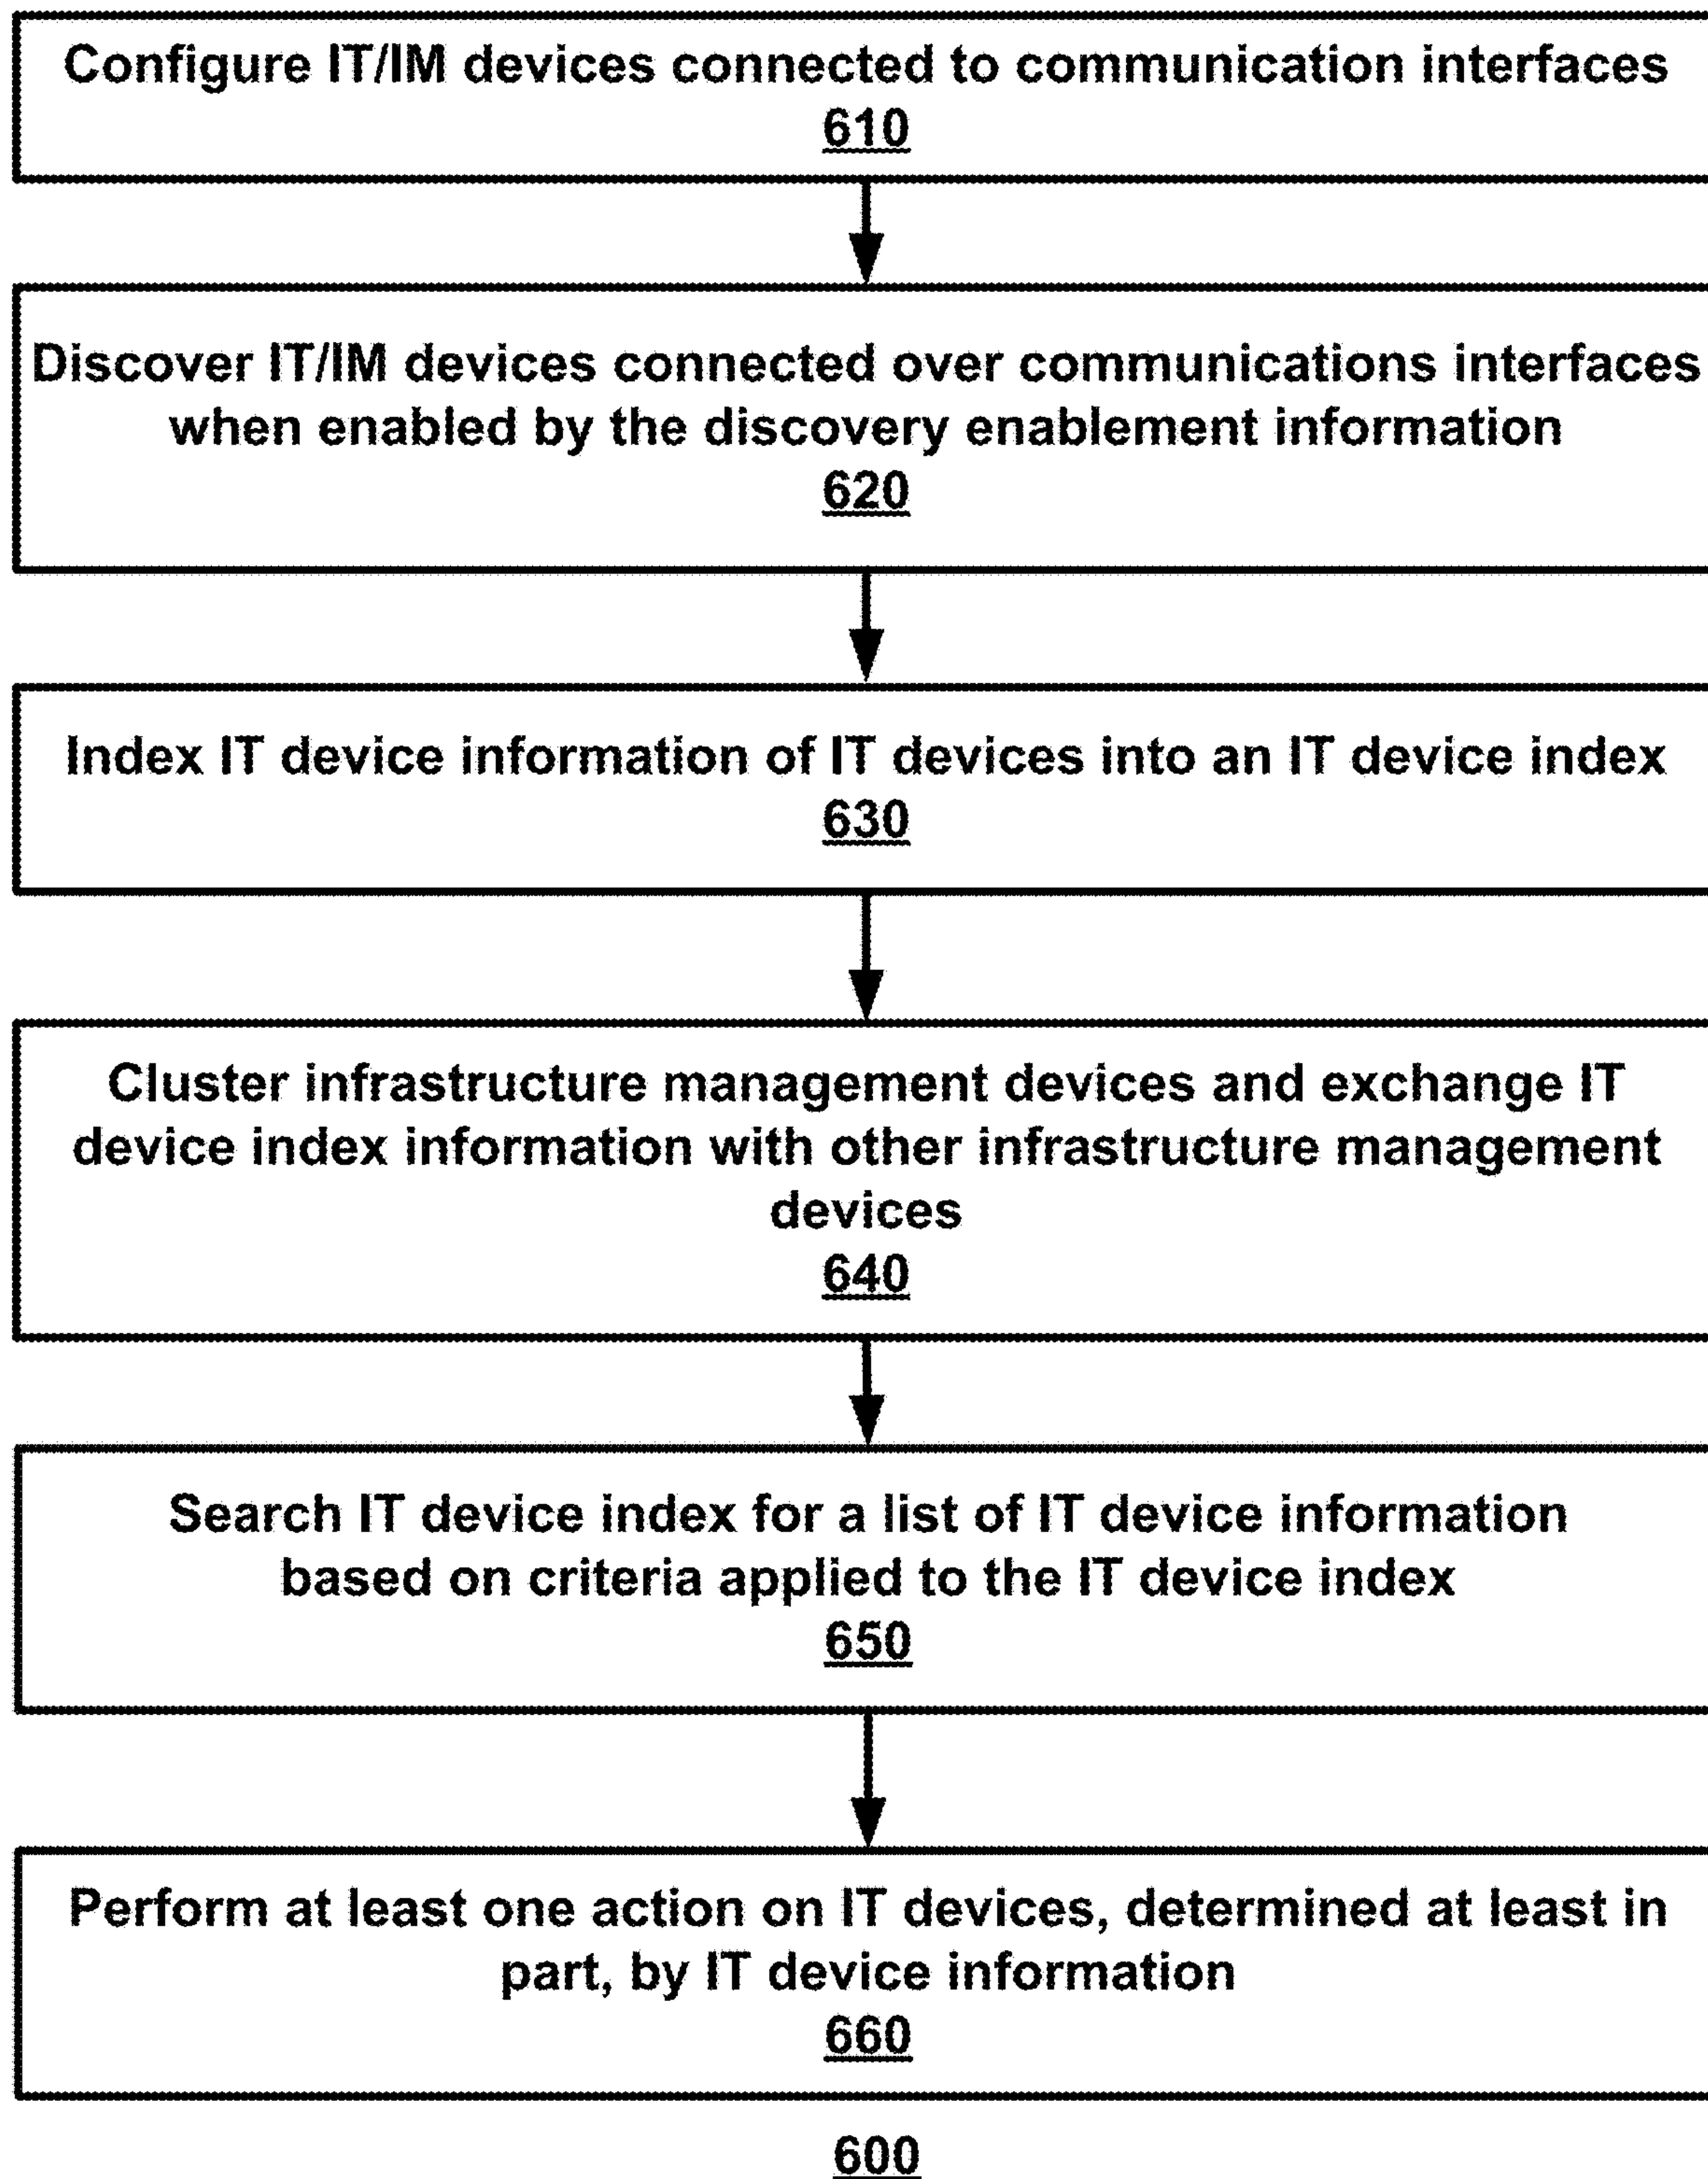 Configure IT/IM devices connected to communication interfaces
610
Discover IT/IM devices connected over communications interfaces
when enabled by the discovery enablement information
620
Index IT device information of IT devices into an IT device index
630
Cluster infrastructure management devices and exchange IT
device index information with other infrastructure management
devices
640
Search IT device index for a list of IT device information
based on criteria applied to the IT device index
650
Perform at least one action on IT devices, determined at least in
part, by IT device information
660
600